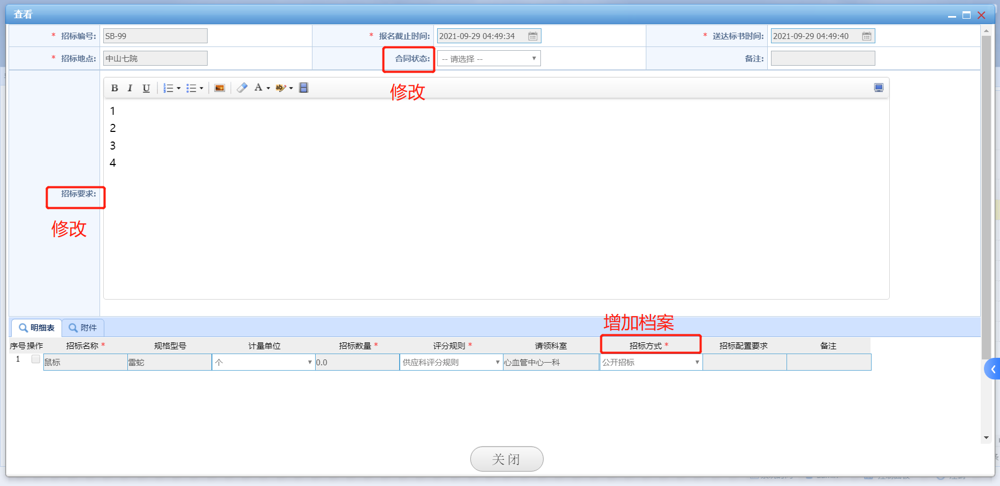 查看
* 招标编号: SB-99 * 报名截止时间: 2021-09-29 04:49:34 * 送达标书时间: 2021-09-29 04:49:40
* 招标地点: 中山七院 合同状态: -- 请选择 -- 备注:
修改
B I U A ab
1
2
3
4
招标要求:
修改
增加档案
明细表 附件
序号 操作 招标名称 * 规格型号 计量单位 招标数量 * 评分规则 * 请领科室 招标方式 * 招标配置要求 备注
1 鼠标 雷蛇 个 0.0 供应科评分规则 心血管中心一科 公开招标
关闭